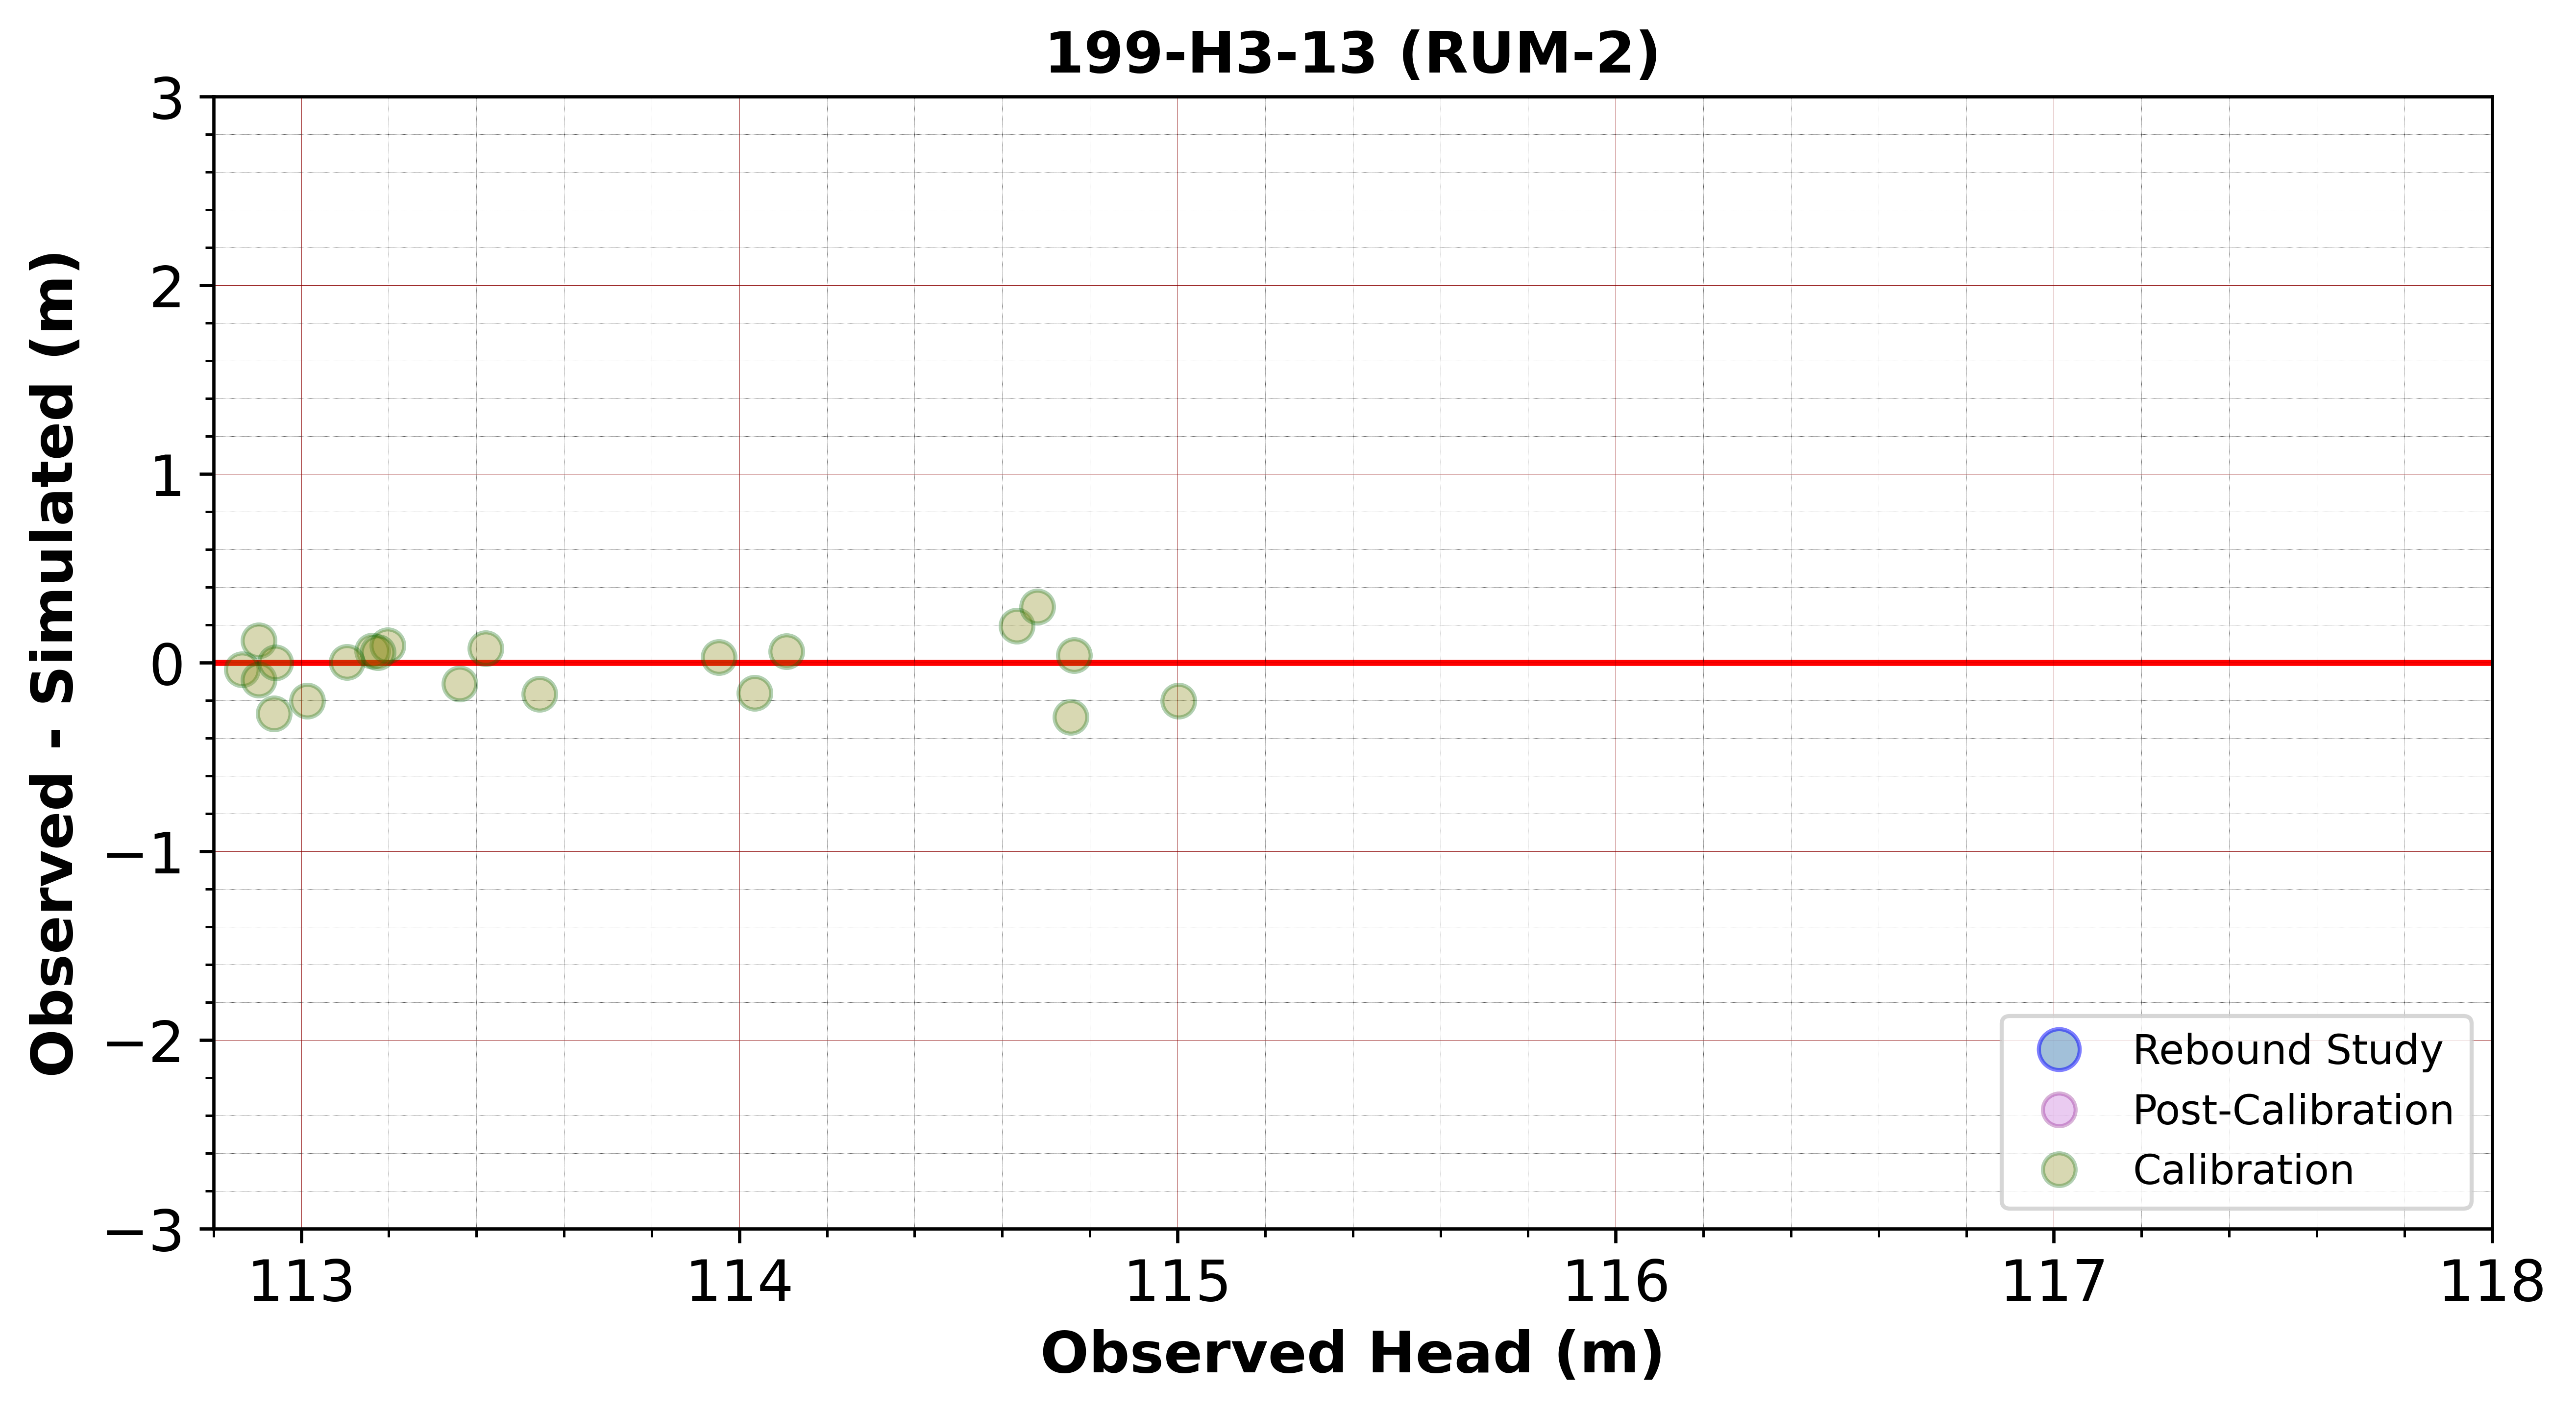 199-H3-13 (RUM-2)
Observed - Simulated (m)
3
2
1
0
−1
−2
−3
Rebound Study
Post-Calibration
Calibration
113 114 115 116 117 118
Observed Head (m)